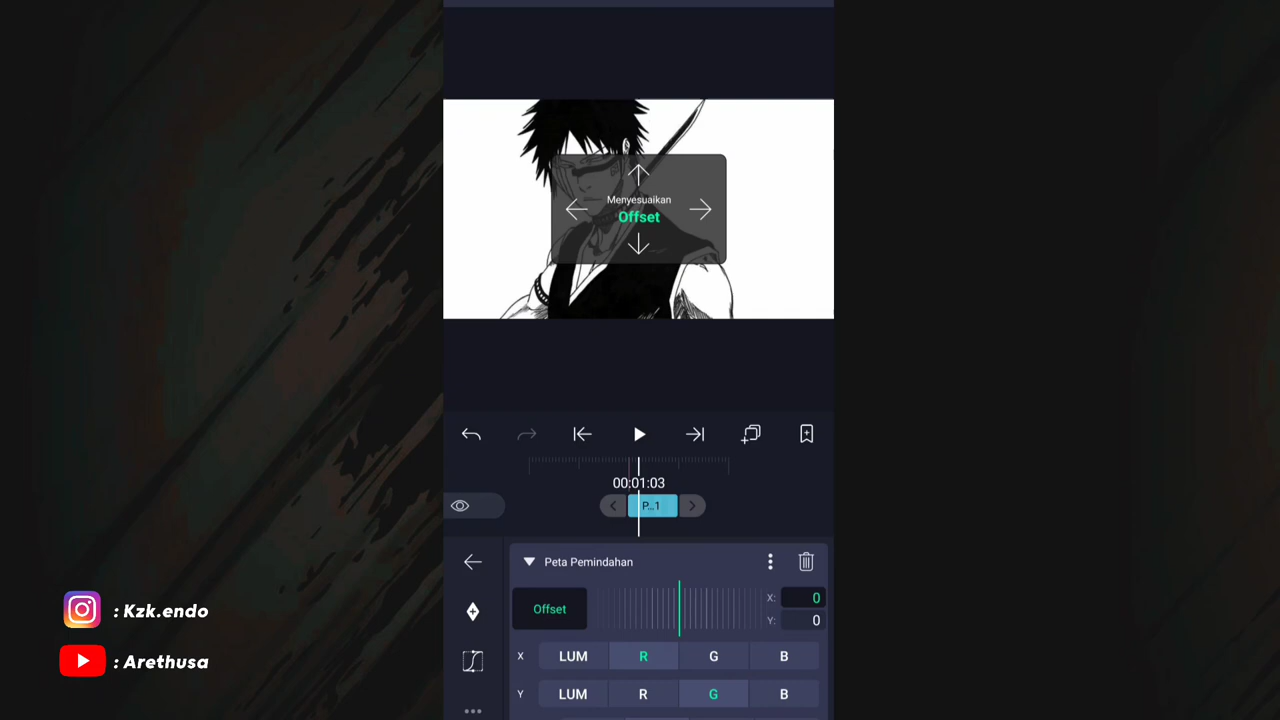 Menyesuaikan
Offset
00:01:03
P...1
Peta Pemindahan
Offset
X: 0
Y: 0
X LUM R G B
Y LUM R G B
: Kzk.endo
: Arethusa